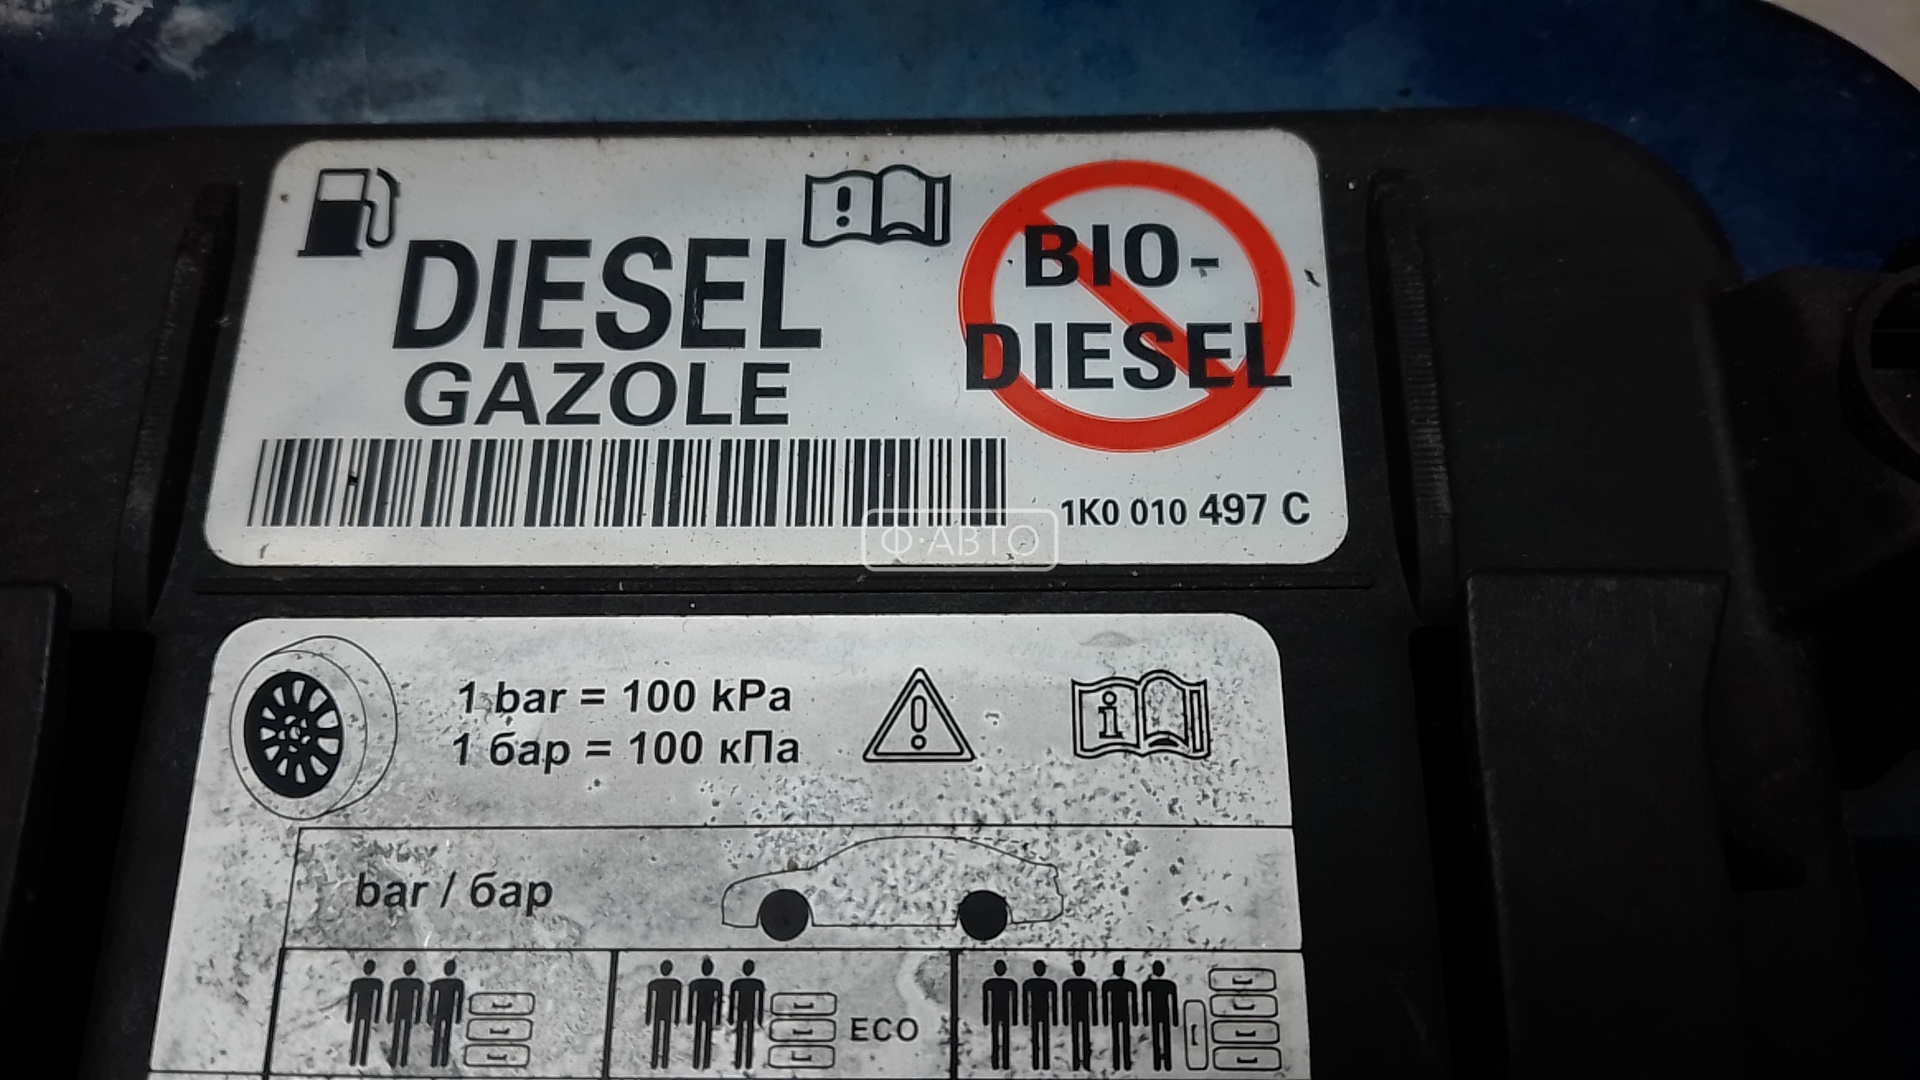 DIESEL
GAZOLE
BIO-
DIESEL
1K0 010 497 C
Ф·АВТО
1 bar = 100 kPa
1 бар = 100 кПа
bar / бар
ECO